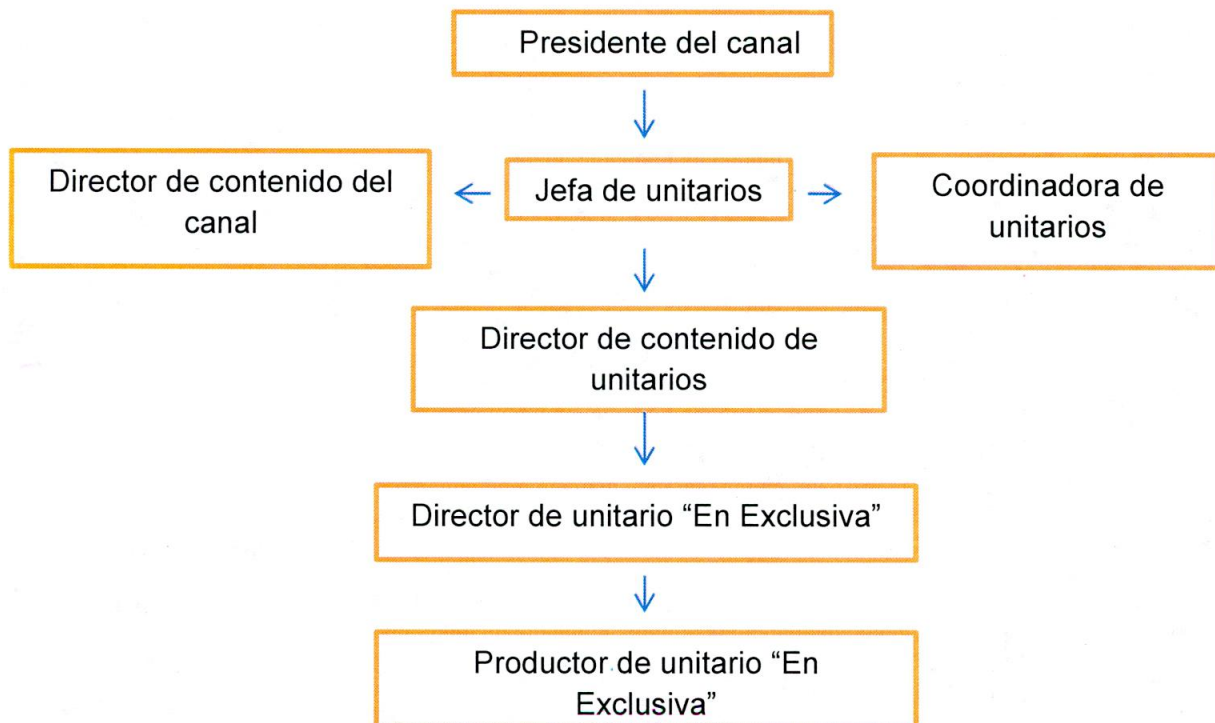 Presidente del canal
Director de contenido del
canal
Jefa de unitarios
Coordinadora de
unitarios
Director de contenido de
unitarios
Director de unitario “En Exclusiva”
Productor de unitario “En
Exclusiva”